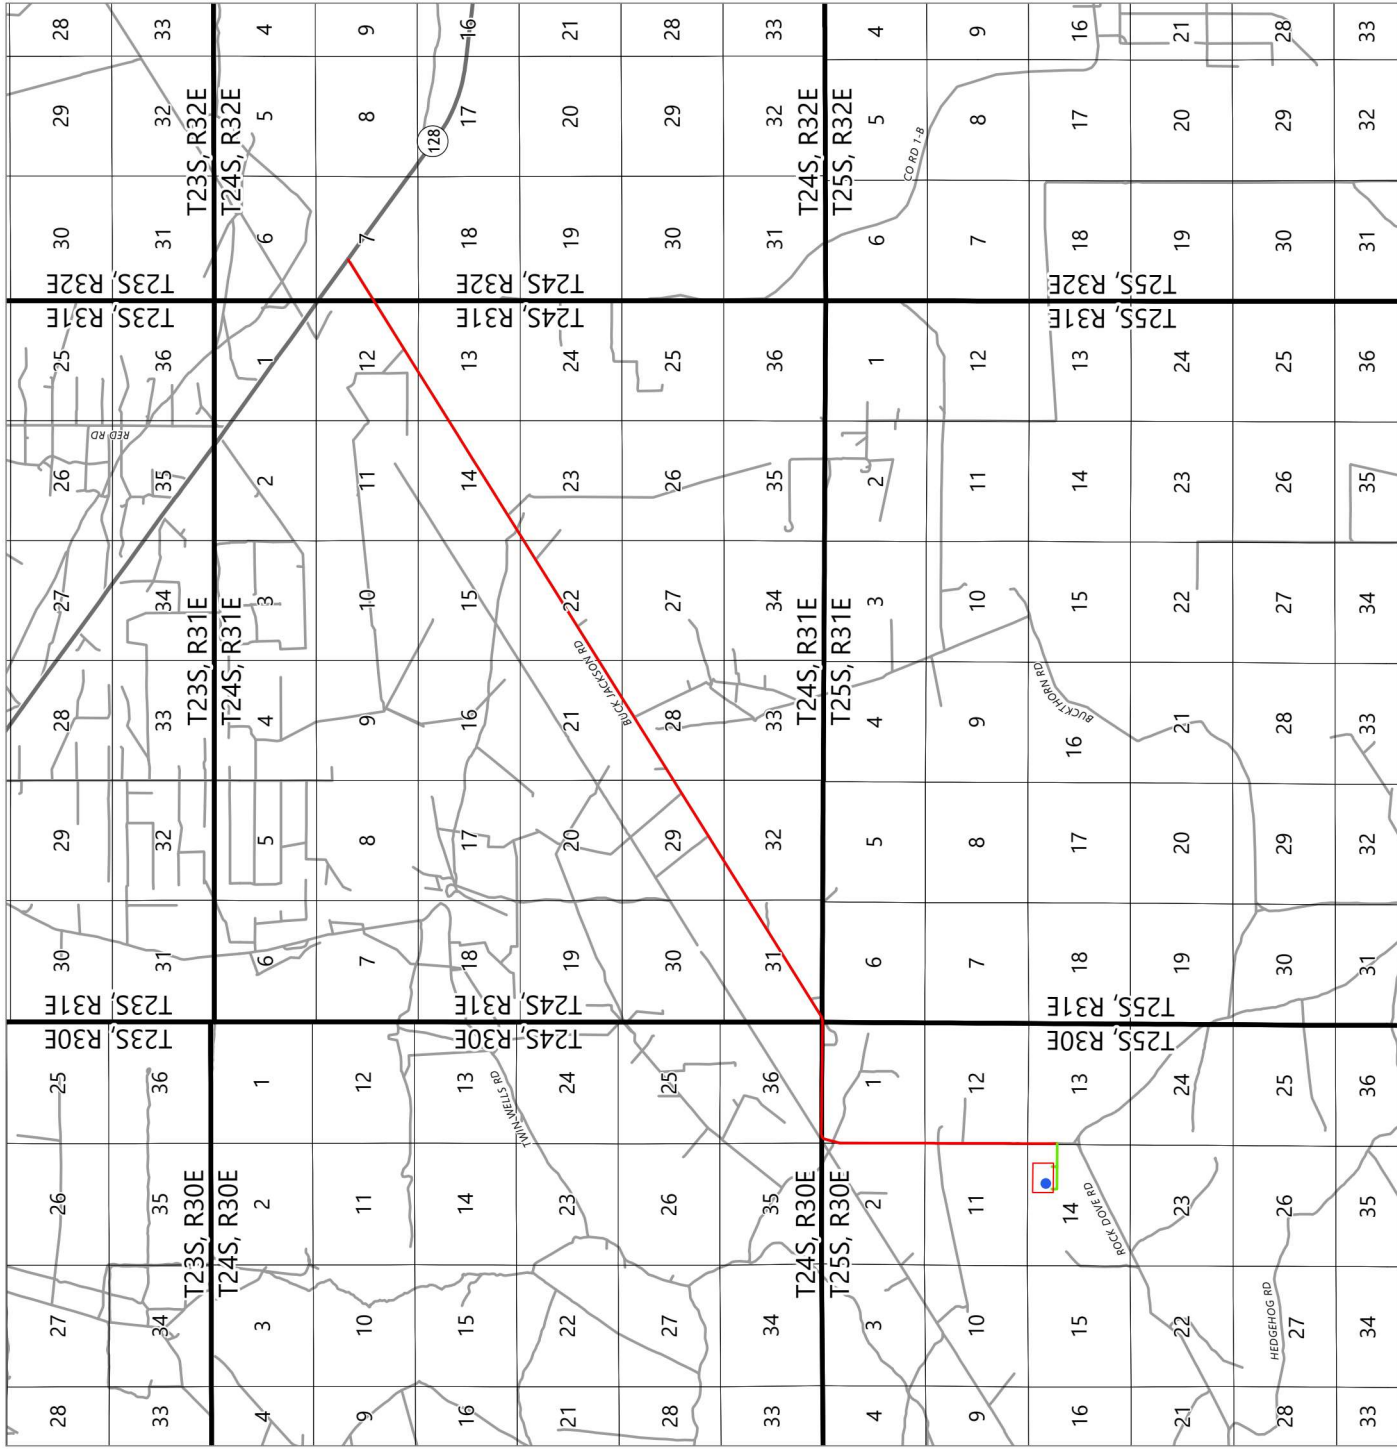 28 27 26 25 30 29 28 27 26 25 30 29 28
T23S, R30E
T23S, R31E
T23S, R31E
T23S, R32E
RED RD
33 34 35 36 31 32 33 34 35 36 31 32 33
T23S, R30E
T24S, R30E
T23S, R31E
T24S, R31E
T23S, R32E
T24S, R32E
4 3 2 1 6 5 4 3 2 1 6 5 4
9 10 11 12 7 8 9 10 11 12 7 8 9
128
16 15 14 13 18 17 16 15 14 13 18 17 16
TWIN WELLS RD
T24S, R30E
T24S, R31E
T24S, R31E
T24S, R32E
21 22 23 24 19 20 21 22 23 24 19 20 21
BUCK JACKSON RD
28 27 26 25 30 29 28 27 26 25 30 29 28
33 34 35 36 31 32 33 34 35 36 31 32 33
T24S, R30E
T25S, R30E
T24S, R31E
T25S, R31E
T24S, R32E
T25S, R32E
4 3 2 1 6 5 4 3 2 1 6 5 4
CO RD 1-B
9 10 11 12 7 8 9 10 11 12 7 8 9
BUCKTHORN RD
16 15 14 13 18 17 16 15 14 13 18 17 16
ROCK DOVE RD
T25S, R30E
T25S, R31E
T25S, R31E
T25S, R32E
21 22 23 24 19 20 21 22 23 24 19 20 21
HEDGEHOG RD
28 27 26 25 30 29 28 27 26 25 30 29 28
33 34 35 36 31 32 33 34 35 36 31 32 33